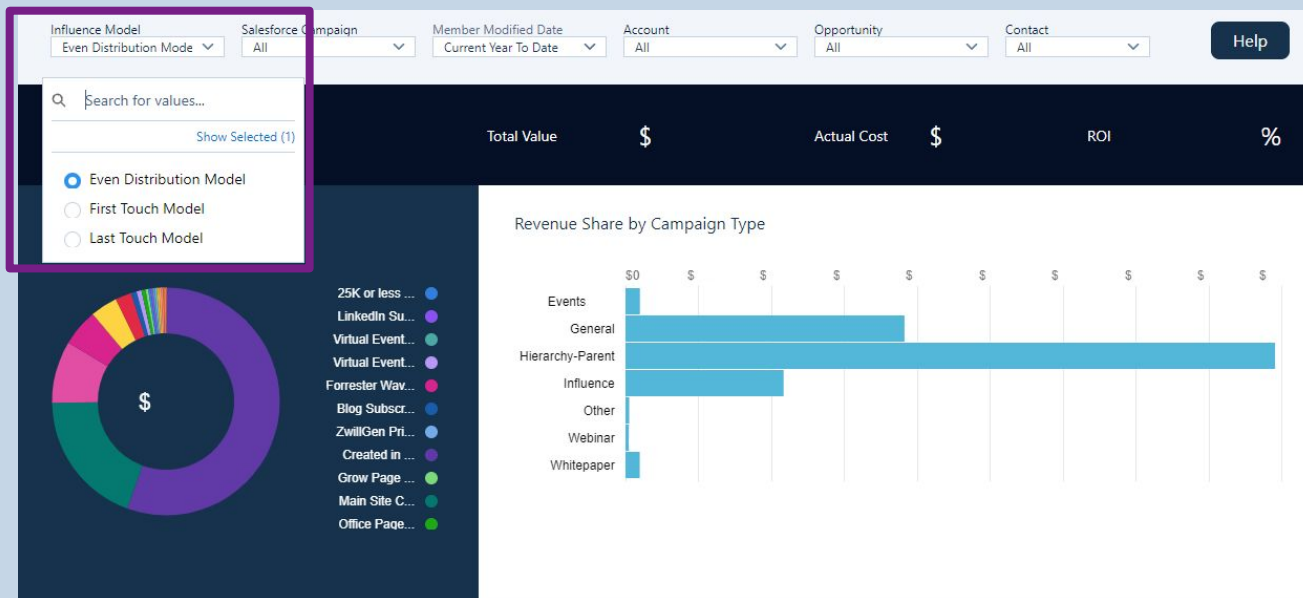 Influence Model
Even Distribution Mode
Salesforce Campaign
All
Member Modified Date
Current Year To Date
Account
All
Opportunity
All
Contact
All
Help
Search for values...
Show Selected (1)
Even Distribution Model
First Touch Model
Last Touch Model
Total Value $
Actual Cost $
ROI %
$
25K or less ...
LinkedIn Su...
Virtual Event...
Virtual Event...
Forrester Wav...
Blog Subscr...
ZwillGen Pri...
Created in ...
Grow Page ...
Main Site C...
Office Page...
Revenue Share by Campaign Type
$0 $ $ $ $ $ $ $ $ $
Events
General
Hierarchy-Parent
Influence
Other
Webinar
Whitepaper